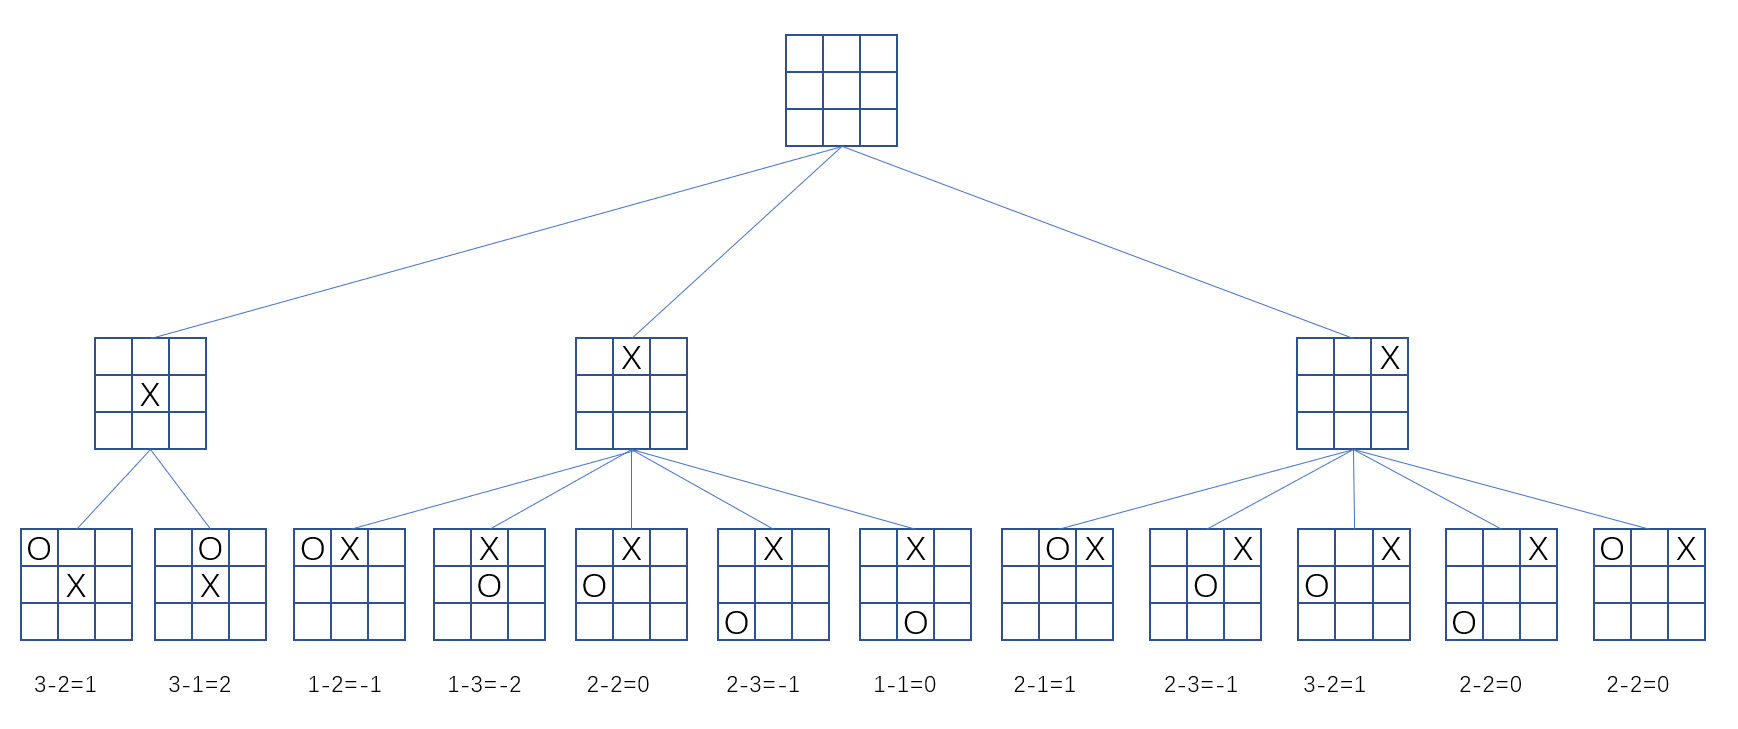 X
X
X
O
X
O
X
O X
X
O
X
O
X
O
X
O
O X
X
O
X
O
X
O
O X
3-2=1
3-1=2
1-2=-1
1-3=-2
2-2=0
2-3=-1
1-1=0
2-1=1
2-3=-1
3-2=1
2-2=0
2-2=0